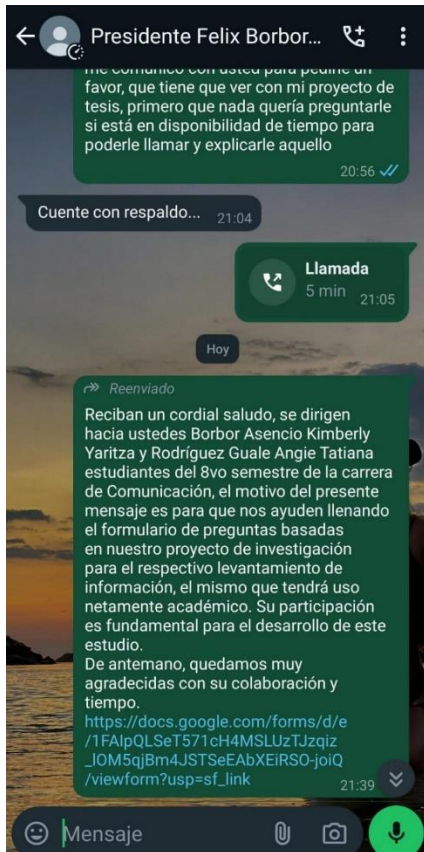 Presidente Felix Borbor...
me comunico con usted para pedirle un
favor, que tiene que ver con mi proyecto de
tesis, primero que nada quería preguntarle
si está en disponibilidad de tiempo para
poderle llamar y explicarle aquello
20:56
Cuente con respaldo... 21:04
Llamada
5 min 21:05
Hoy
Reenviado
Reciban un cordial saludo, se dirigen
hacia ustedes Borbor Asencio Kimberly
Yaritza y Rodríguez Guale Angie Tatiana
estudiantes del 8vo semestre de la carrera
de Comunicación, el motivo del presente
mensaje es para que nos ayuden llenando
el formulario de preguntas basadas
en nuestro proyecto de investigación
para el respectivo levantamiento de
información, el mismo que tendrá uso
netamente académico. Su participación
es fundamental para el desarrollo de este
estudio.
De antemano, quedamos muy
agradecidas con su colaboración y
tiempo.
https://docs.google.com/forms/d/e
/1FAIpQLSeT571cH4MSLUzTJzqiz
_lOM5qjBm4JSTSeEAbXEiRSO-joiQ
/viewform?usp=sf_link
21:39
Mensaje